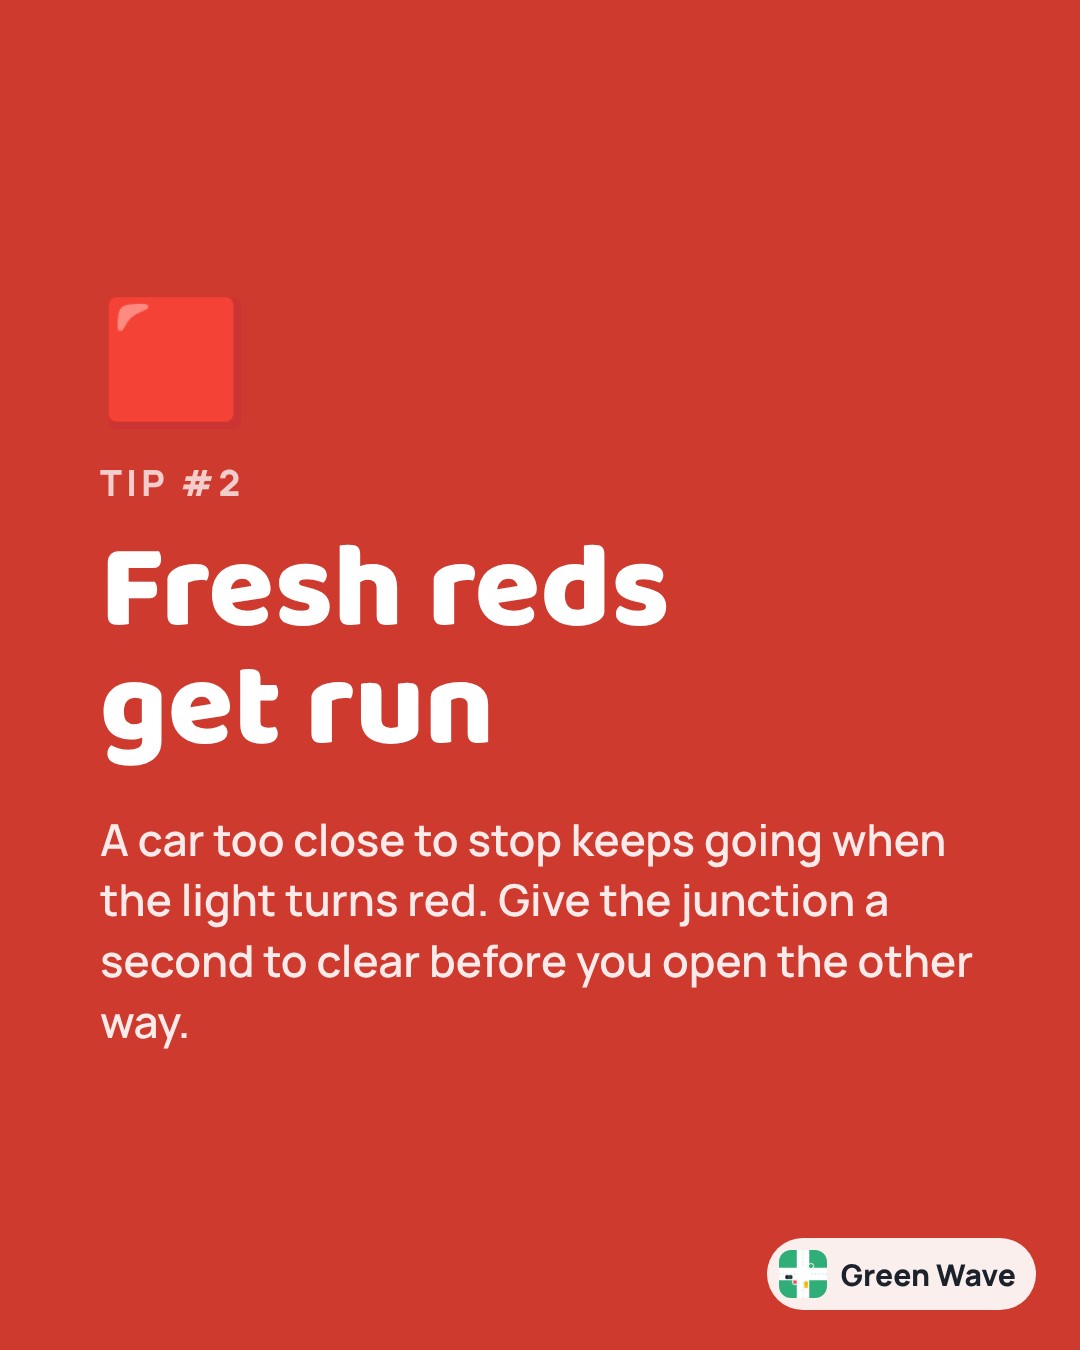 TIP #2
Fresh reds
get run
A car too close to stop keeps going when
the light turns red. Give the junction a
second to clear before you open the other
way.
Green Wave